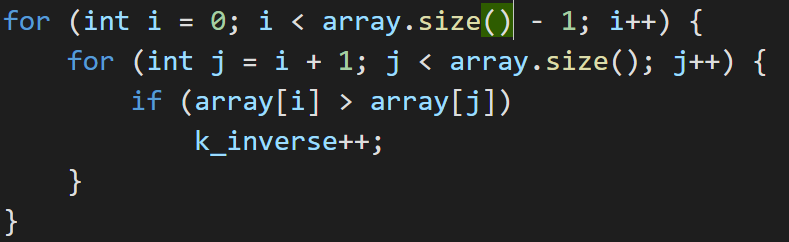 for (int i = 0; i < array.size() - 1; i++) {
    for (int j = i + 1; j < array.size(); j++) {
        if (array[i] > array[j])
            k_inverse++;
    }
}